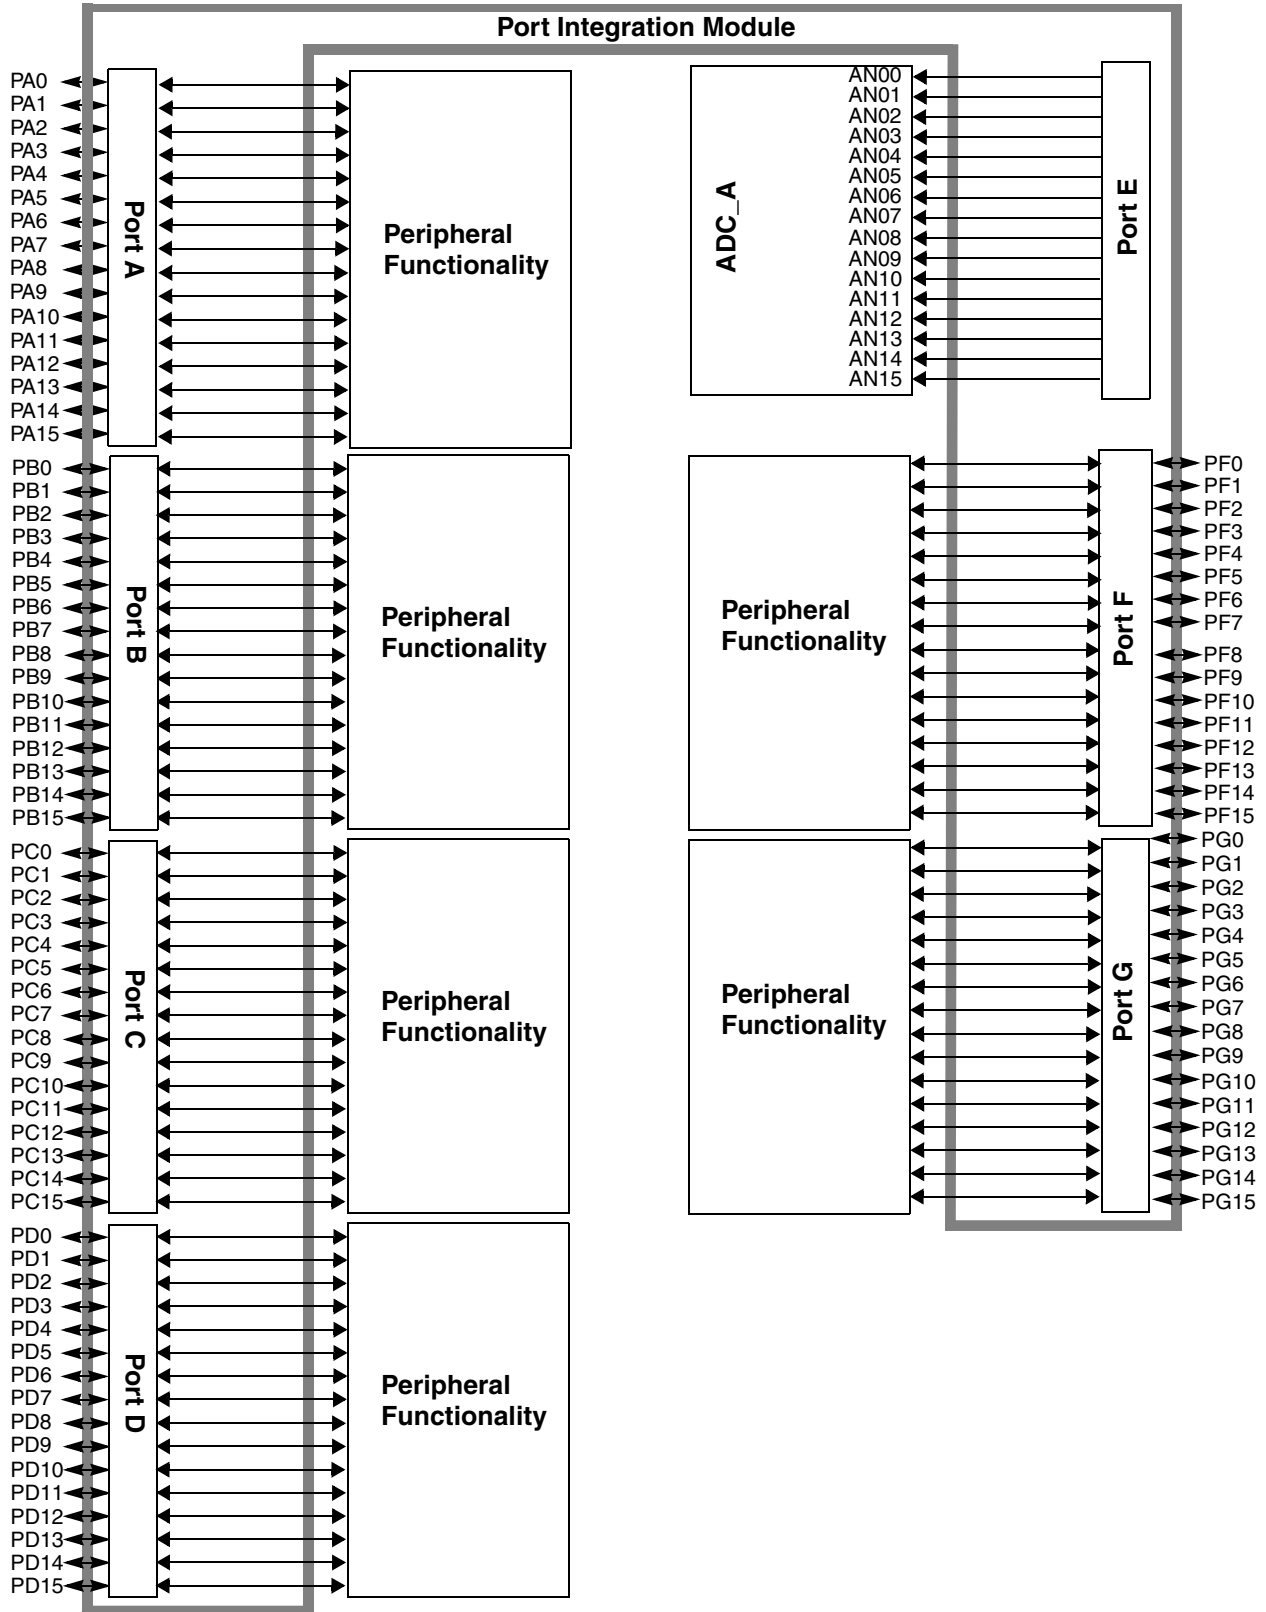 Port Integration Module
PA0
PA1
PA2
PA3
PA4
PA5
PA6
PA7
PA8
PA9
PA10
PA11
PA12
PA13
PA14
PA15
Port A
Peripheral
Functionality
PB0
PB1
PB2
PB3
PB4
PB5
PB6
PB7
PB8
PB9
PB10
PB11
PB12
PB13
PB14
PB15
Port B
Peripheral
Functionality
PC0
PC1
PC2
PC3
PC4
PC5
PC6
PC7
PC8
PC9
PC10
PC11
PC12
PC13
PC14
PC15
Port C
Peripheral
Functionality
PD0
PD1
PD2
PD3
PD4
PD5
PD6
PD7
PD8
PD9
PD10
PD11
PD12
PD13
PD14
PD15
Port D
Peripheral
Functionality
ADC_A
AN00
AN01
AN02
AN03
AN04
AN05
AN06
AN07
AN08
AN09
AN10
AN11
AN12
AN13
AN14
AN15
Port E
Peripheral
Functionality
Port F
PF0
PF1
PF2
PF3
PF4
PF5
PF6
PF7
PF8
PF9
PF10
PF11
PF12
PF13
PF14
PF15
Peripheral
Functionality
Port G
PG0
PG1
PG2
PG3
PG4
PG5
PG6
PG7
PG8
PG9
PG10
PG11
PG12
PG13
PG14
PG15